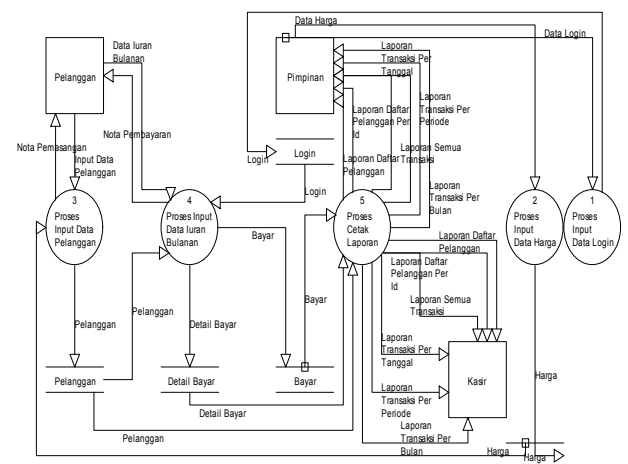 Data Harga
Data Login
Data Iuran
Bulanan
Pelanggan
Pimpinan
Laporan
Transaksi Per
Tanggal
Laporan
Transaksi Per
Periode
Nota Pembayaran
Laporan Daftar
Pelanggan Per
Id
Nota Pemasangan
Input Data
Pelanggan
Login
Login
Laporan Daftar
Pelanggan
Laporan Semua
Transaksi
Login
Laporan
Transaksi Per
Bulan
3
Proses
Input Data
Pelanggan
4
Proses Input
Data Iuran
Bulanan
5
Proses
Cetak
Laporan
2
Proses
Input
Data Harga
1
Proses
Input
Data Login
Bayar
Laporan Daftar
Pelanggan
Laporan Daftar
Pelanggan Per
Id
Laporan Semua
Transaksi
Pelanggan
Pelanggan
Detail Bayar
Bayar
Laporan
Transaksi Per
Tanggal
Pelanggan
Detail Bayar
Bayar
Kasir
Harga
Laporan
Transaksi Per
Periode
Detail Bayar
Laporan
Transaksi Per
Bulan
Pelanggan
Harga
Harga